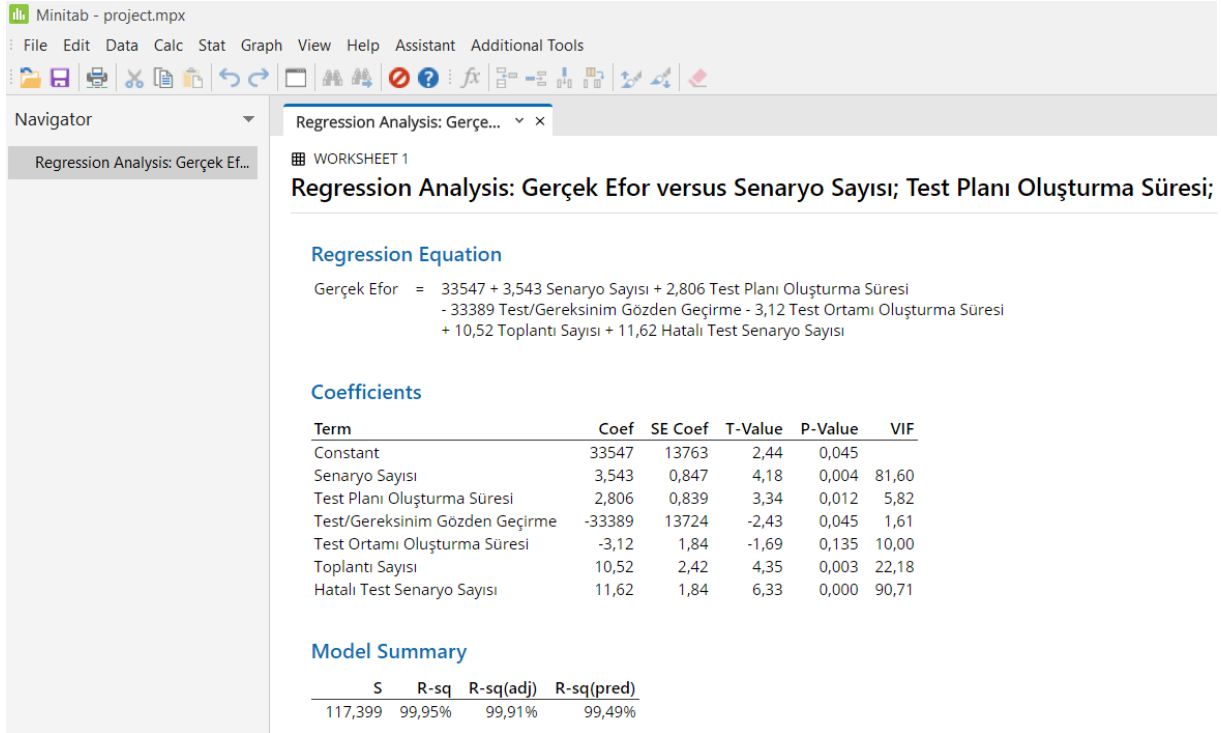 Minitab - project.mpx
File Edit Data Calc Stat Graph View Help Assistant Additional Tools
fx
Navigator
Regression Analysis: Gerçek Ef...
Regression Analysis: Gerçe...
WORKSHEET 1
Regression Analysis: Gerçek Efor versus Senaryo Sayısı; Test Planı Oluşturma Süresi;
Regression Equation
Gerçek Efor = 33547 + 3,543 Senaryo Sayısı + 2,806 Test Planı Oluşturma Süresi
- 33389 Test/Gereksinim Gözden Geçirme - 3,12 Test Ortamı Oluşturma Süresi
+ 10,52 Toplantı Sayısı + 11,62 Hatalı Test Senaryo Sayısı
Coefficients
Term Coef SE Coef T-Value P-Value VIF
Constant 33547 13763 2,44 0,045
Senaryo Sayısı 3,543 0,847 4,18 0,004 81,60
Test Planı Oluşturma Süresi 2,806 0,839 3,34 0,012 5,82
Test/Gereksinim Gözden Geçirme -33389 13724 -2,43 0,045 1,61
Test Ortamı Oluşturma Süresi -3,12 1,84 -1,69 0,135 10,00
Toplantı Sayısı 10,52 2,42 4,35 0,003 22,18
Hatalı Test Senaryo Sayısı 11,62 1,84 6,33 0,000 90,71
Model Summary
S R-sq R-sq(adj) R-sq(pred)
117,399 99,95% 99,91% 99,49%